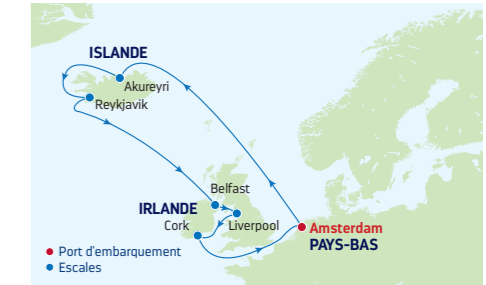 ISLANDE
Akureyri
Reykjavik
Belfast
IRLANDE
Cork
Liverpool
Amsterdam
PAYS-BAS
Port d'embarquement
Escales